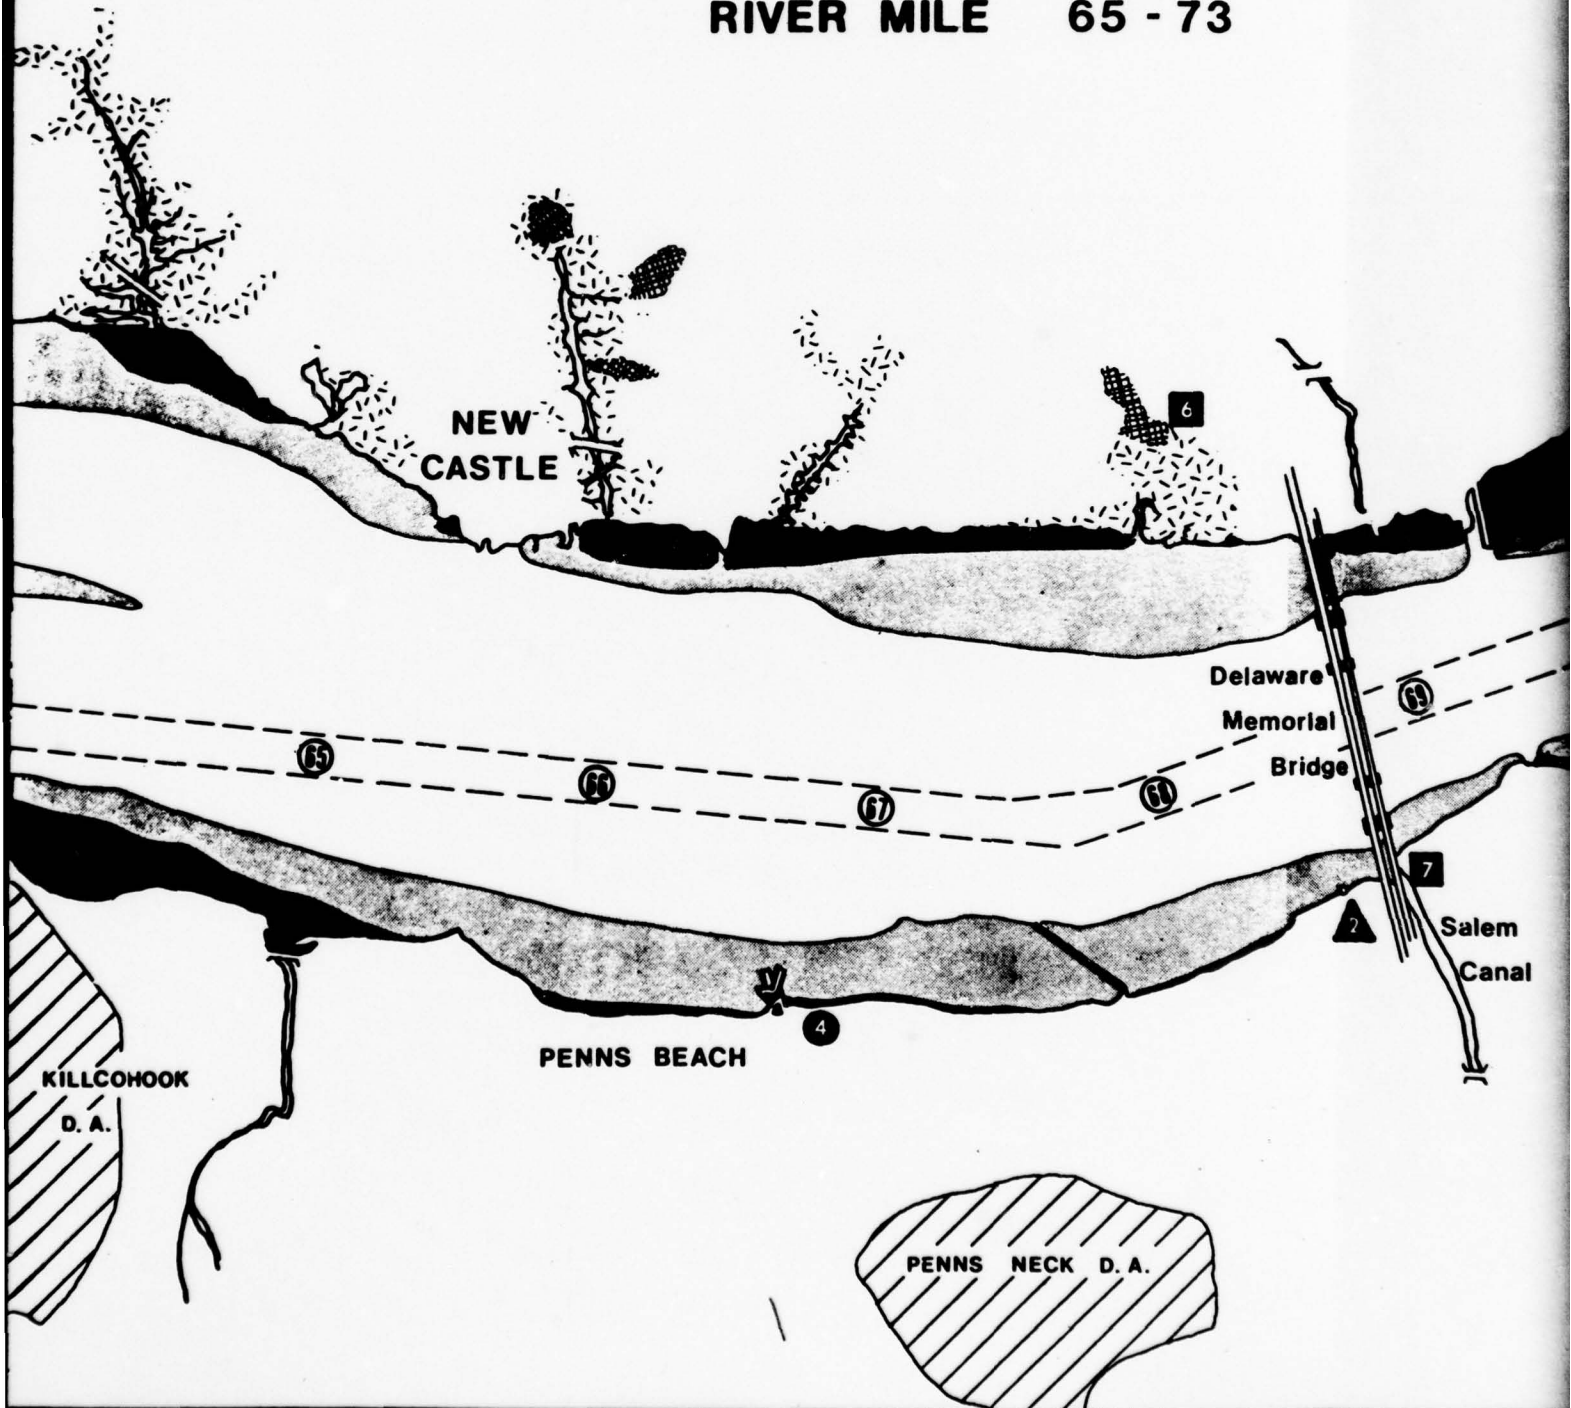 RIVER MILE 65 - 73
6
NEW
CASTLE
Delaware
Memorial
Bridge
69
65
66
67
68
7
2
Salem
Canal
4
PENNS BEACH
KILLCOHOOK
D. A.
PENNS NECK D. A.